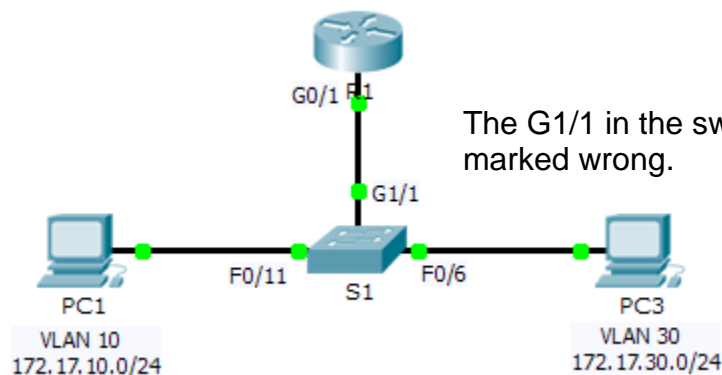 G0/1 R1
The G1/1 in the sw
marked wrong.
G1/1
F0/11
F0/6
S1
PC1
PC3
VLAN 10
172.17.10.0/24
VLAN 30
172.17.30.0/24